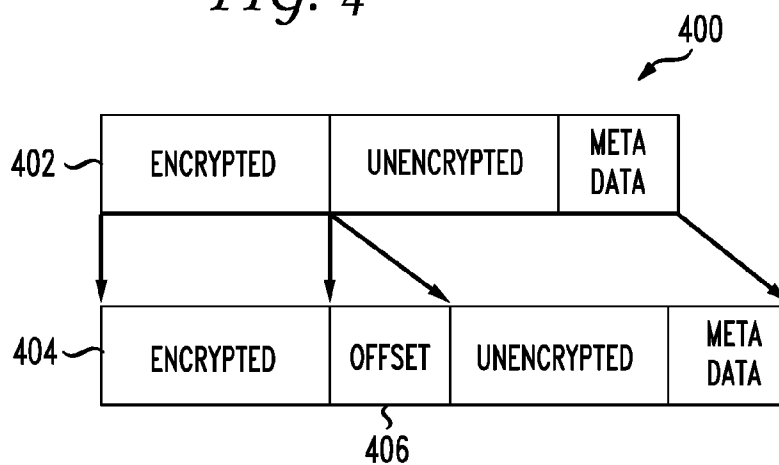 Fig. 4
400
402
ENCRYPTED
UNENCRYPTED
META
DATA
404
ENCRYPTED
OFFSET
UNENCRYPTED
META
DATA
406